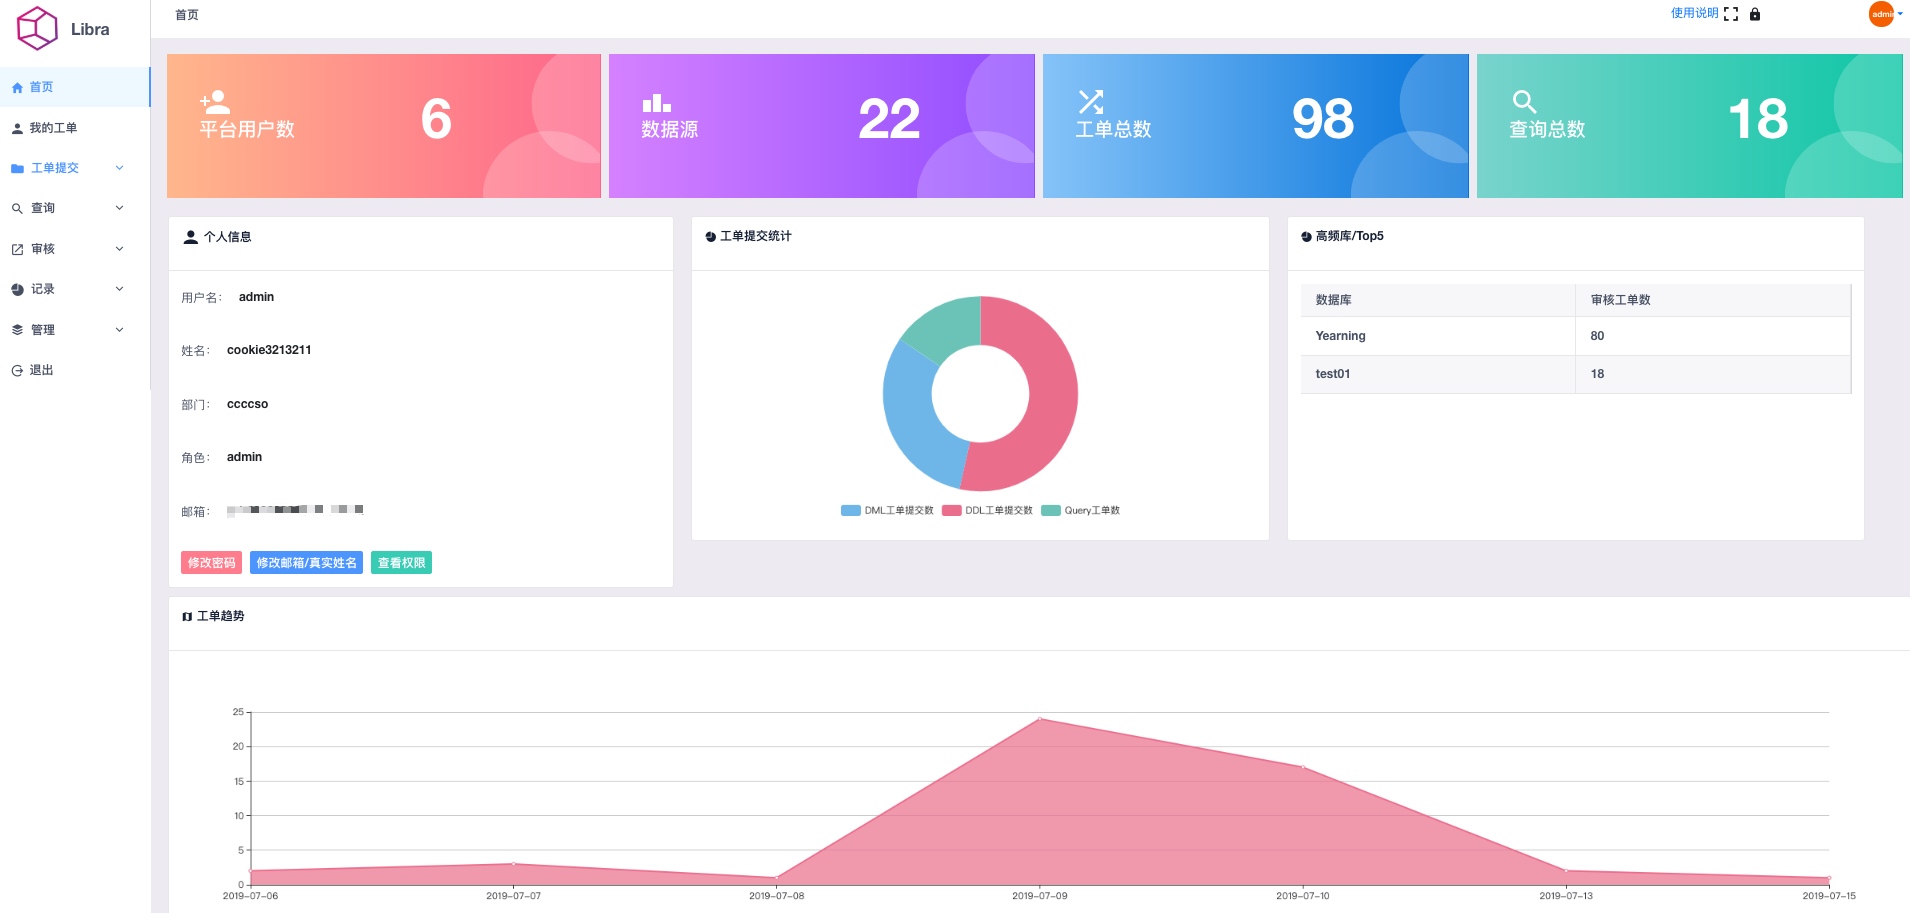 Libra
首页
我的工单
工单提交
查询
审核
记录
管理
退出
首页
使用说明
admin
平台用户数
6
数据源
22
工单总数
98
查询总数
18
个人信息
用户名：
admin
姓名：
cookie3213211
部门：
ccccso
角色：
admin
邮箱：
修改密码
修改邮箱/真实姓名
查看权限
工单提交统计
DML工单提交数
DDL工单提交数
Query工单数
高频库/Top5
数据库
审核工单数
Yearning
80
test01
18
工单趋势
25
20
15
10
5
0
2019-07-06
2019-07-07
2019-07-08
2019-07-09
2019-07-10
2019-07-13
2019-07-15